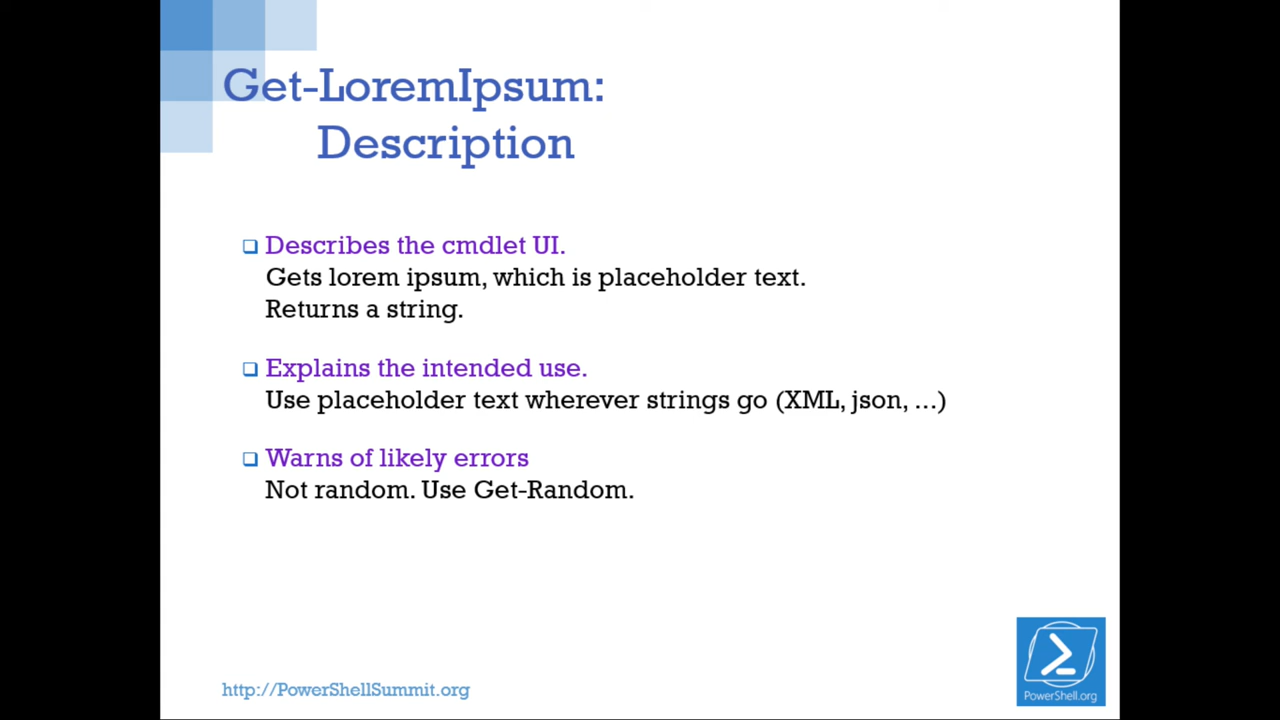 Get-LoremIpsum:
Description
Describes the cmdlet UI.
Gets lorem ipsum, which is placeholder text.
Returns a string.
Explains the intended use.
Use placeholder text wherever strings go (XML, json, …)
Warns of likely errors
Not random. Use Get-Random.
http://PowerShellSummit.org
PowerShell.org